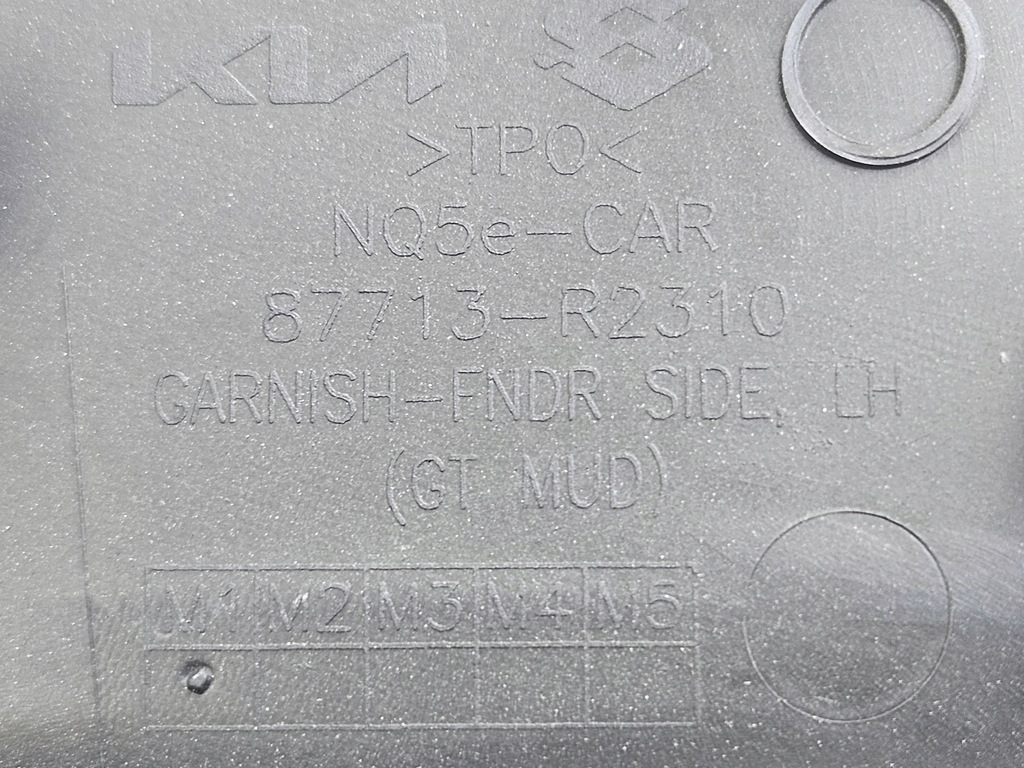 KIA
>TPO<
NQ5e-CAR
87713-R2310
GARNISH-FNDR SIDE, LH
(GT MUD)
M1 M2 M3 M4 M5